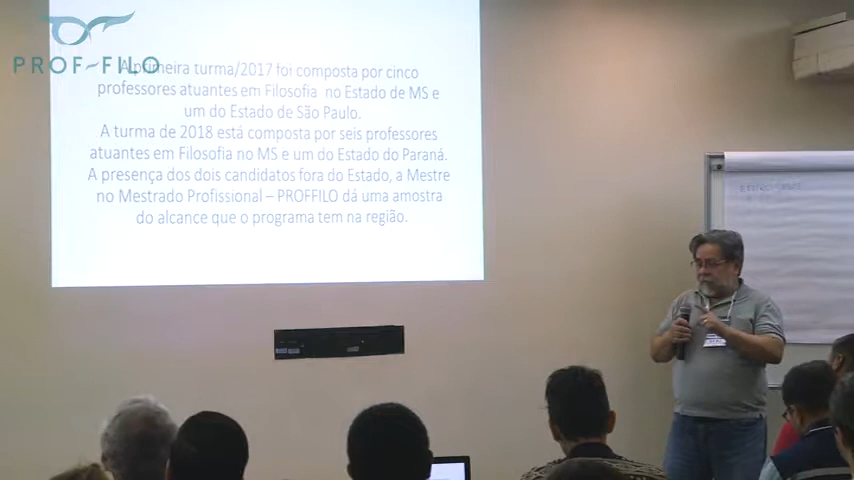 PROF-FILO
A primeira turma/2017 foi composta por cinco
professores atuantes em Filosofia no Estado de MS e
um do Estado de São Paulo.
A turma de 2018 está composta por seis professores
atuantes em Filosofia no MS e um do Estado do Paraná.
A presença dos dois candidatos fora do Estado, a Mestre
no Mestrado Profissional – PROFFILO dá uma amostra
do alcance que o programa tem na região.